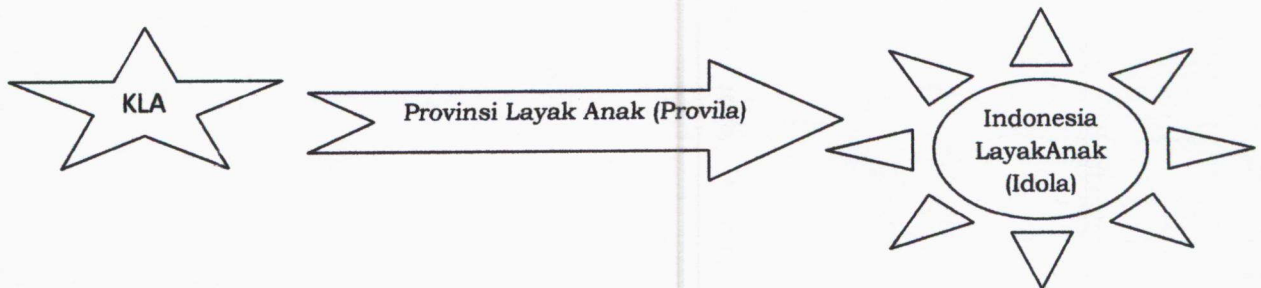 KLA
Provinsi Layak Anak (Provila)
Indonesia
LayakAnak
(Idola)